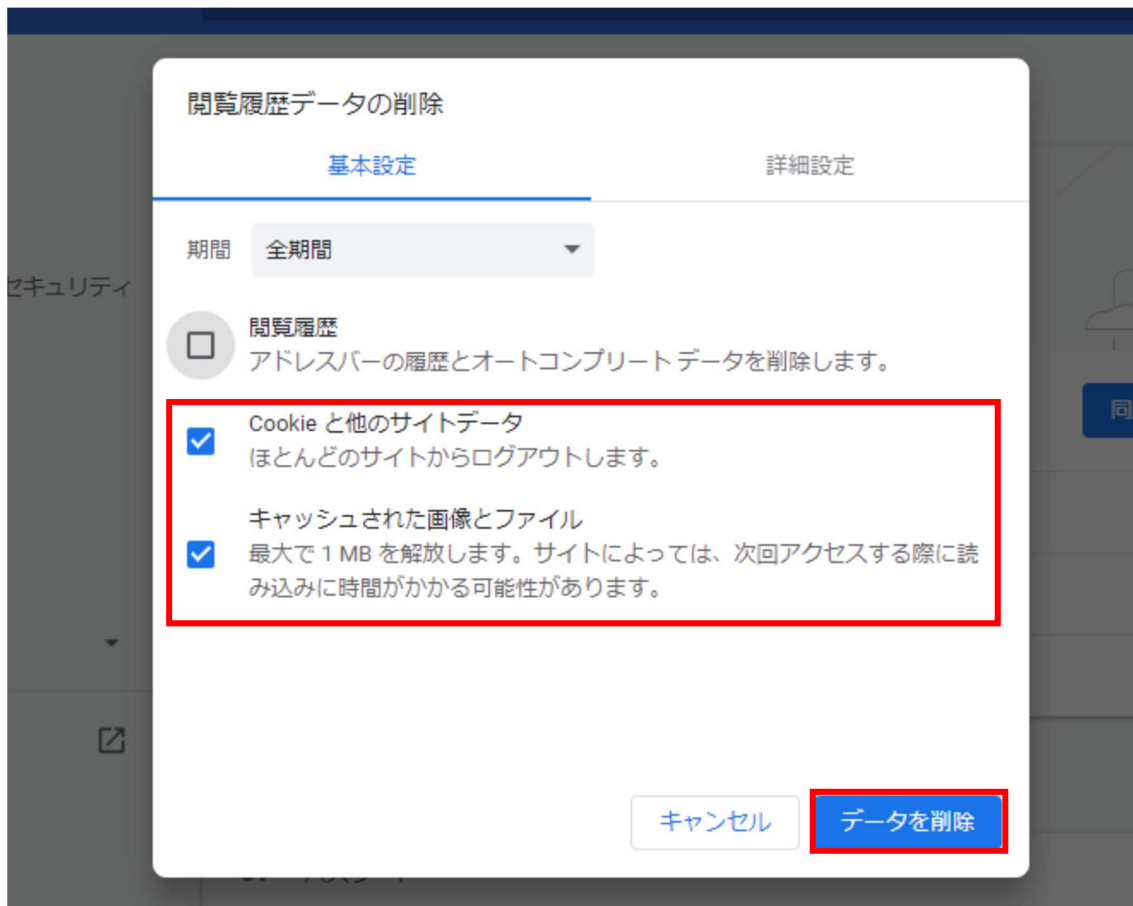 閲覧履歴データの削除
基本設定
詳細設定
期間
全期間
セキュリティ
閲覧履歴
アドレスバーの履歴とオートコンプリート データを削除します。
Cookie と他のサイトデータ
ほとんどのサイトからログアウトします。
同
キャッシュされた画像とファイル
最大で 1 MB を解放します。サイトによっては、次回アクセスする際に読
み込みに時間がかかる可能性があります。
キャンセル
データを削除